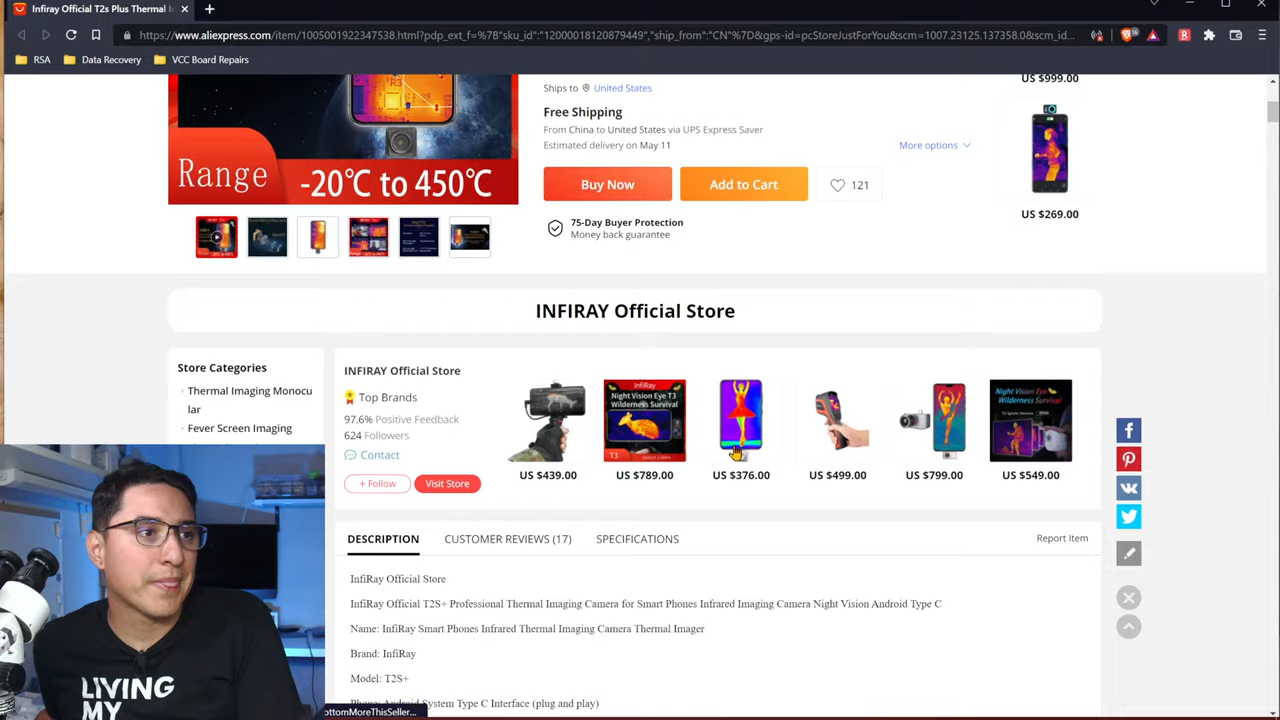 Infiray Official T2s Plus Thermal I
https://www.aliexpress.com/item/1005001922347538.html?pdp_ext_f=%7B"sku_id":"12000018120879449","ship_from":"CN"%7D&gps-id=pcStoreJustForYou&scm=1007.23125.137358.0&scm_id...
RSA
Data Recovery
VCC Board Repairs
R3
Range -20℃ to 450℃
Ships to United States
Free Shipping
From China to United States via UPS Express Saver
Estimated delivery on May 11
More options
Buy Now
Add to Cart
121
75-Day Buyer Protection
Money back guarantee
US $999.00
US $269.00
INFIRAY Official Store
Store Categories
Thermal Imaging Monocu
lar
Fever Screening
INFIRAY Official Store
Top Brands
97.6% Positive Feedback
624 Followers
Contact
+ Follow
Visit Store
InfiRay
Night Vision Eye T3
Wilderness Survival
T3
Night Vision Eye
Wilderness Survival
US $439.00
US $789.00
US $376.00
US $499.00
US $799.00
US $549.00
DESCRIPTION
CUSTOMER REVIEWS (17)
SPECIFICATIONS
Report Item
InfiRay Official Store
InfiRay Official T2S+ Professional Thermal Imaging Camera for Smart Phones Infrared Imaging Camera Night Vision Android Type C
Name: InfiRay Smart Phones Infrared Thermal Imaging Camera Thermal Imager
Brand: InfiRay
Model: T2S+
Phone: Android System Type C Interface (plug and play)
ottomMoreThisSeller...
LIVING
MY